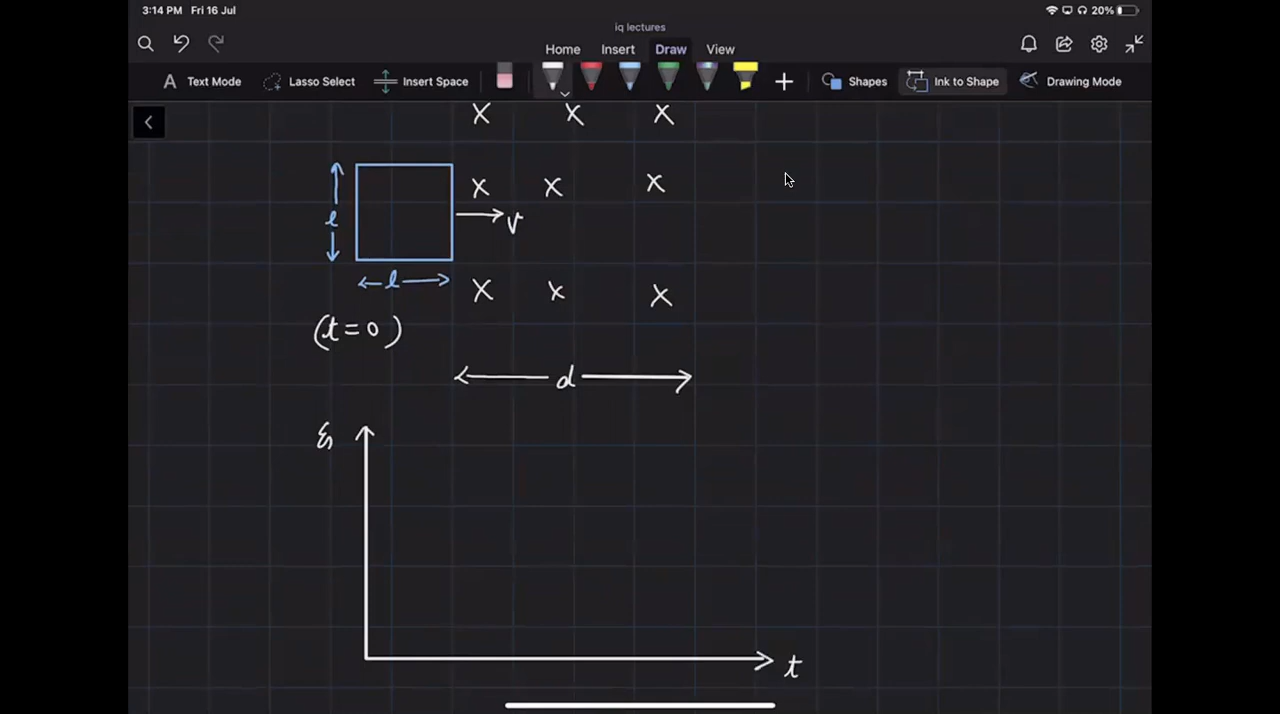 3:14 PM Fri 16 Jul
20%
iq lectures
Home Insert Draw View
Text Mode Lasso Select Insert Space Shapes Ink to Shape Drawing Mode
X X X
X X X
l
v
l
X X X
(t = 0)
d
ε
t